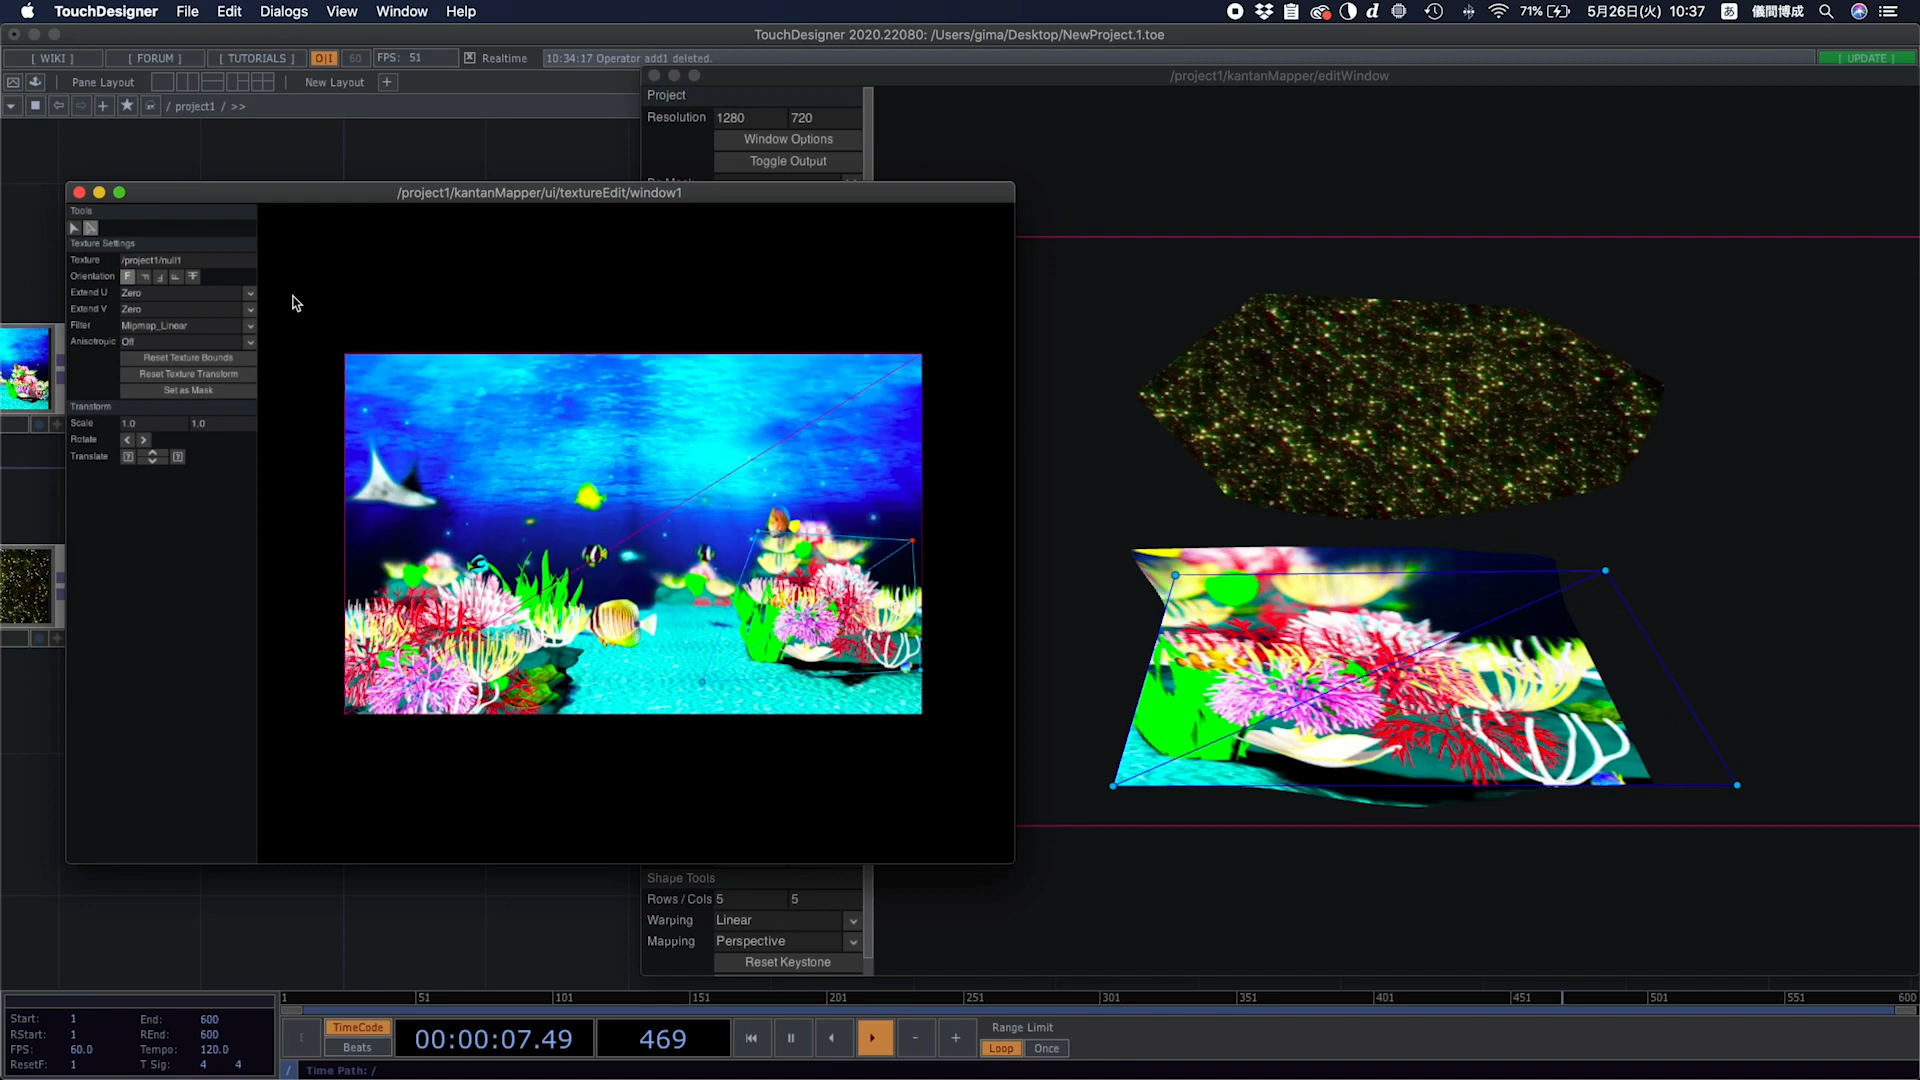 TouchDesigner File Edit Dialogs View Window Help 71% 5月26日(火) 10:37 あ 儀間博成
TouchDesigner 2020.22080: /Users/gima/Desktop/NewProject.1.toe
[ WIKI ] [ FORUM ] [ TUTORIALS ] O|I 60 FPS: 51 Realtime 10:34:17 Operator add1 deleted. [ UPDATE ]
Pane Layout New Layout +
/ project1 / >>
/project1/kantanMapper/editWindow
Project
Resolution 1280 720
Window Options
Toggle Output
/project1/kantanMapper/ui/textureEdit/window1
Tools
Texture Settings
Texture /project1/null1
Orientation
Extend U Zero
Extend V Zero
Filter Mipmap_Linear
Anisotropic Off
Reset Texture Bounds
Reset Texture Transform
Set as Mask
Transform
Scale 1.0 1.0
Rotate < >
Translate
Shape Tools
Rows / Cols 5 5
Warping Linear
Mapping Perspective
Reset Keystone
1 51 101 151 201 251 301 351 401 451 501 551 600
Start: 1 End: 600
RStart: 1 REnd: 600
FPS: 60.0 Tempo: 120.0
ResetF: 1 T Sig: 4 4
TimeCode
Beats
00:00:07.49 469
- +
Range Limit
Loop Once
/ Time Path: /